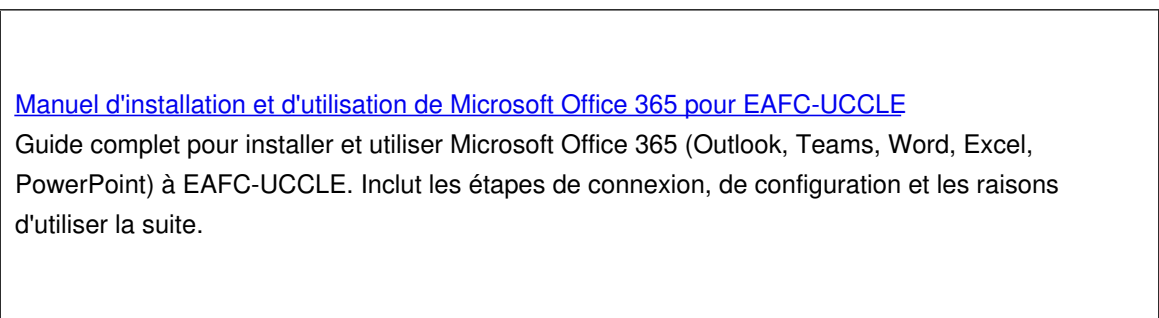 Manuel d'installation et d'utilisation de Microsoft Office 365 pour EAFC-UCCLE
Guide complet pour installer et utiliser Microsoft Office 365 (Outlook, Teams, Word, Excel,
PowerPoint) à EAFC-UCCLE. Inclut les étapes de connexion, de configuration et les raisons
d'utiliser la suite.